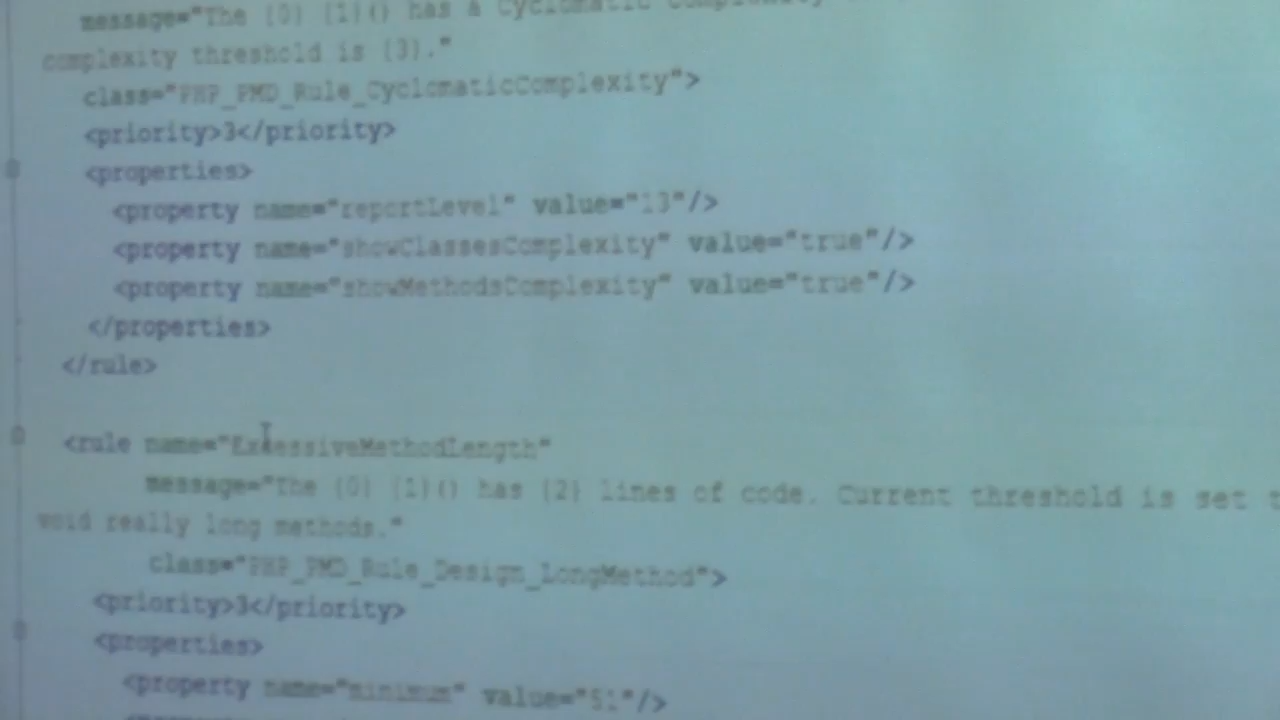 message="The {0} {1}() has a Cyclomatic Complexity
complexity threshold is {3}."
class="PHP_PMD_Rule_CyclomaticComplexity">
<priority>3</priority>
<properties>
<property name="reportLevel" value="13"/>
<property name="showClassesComplexity" value="true"/>
<property name="showMethodsComplexity" value="true"/>
</properties>
</rule>
<rule name="ExcessiveMethodLength"
message="The {0} {1}() has {2} lines of code. Current threshold is set t
void really long methods."
class="PHP_PMD_Rule_Design_LongMethod">
<priority>3</priority>
<properties>
<property name="minimum" value="51"/>